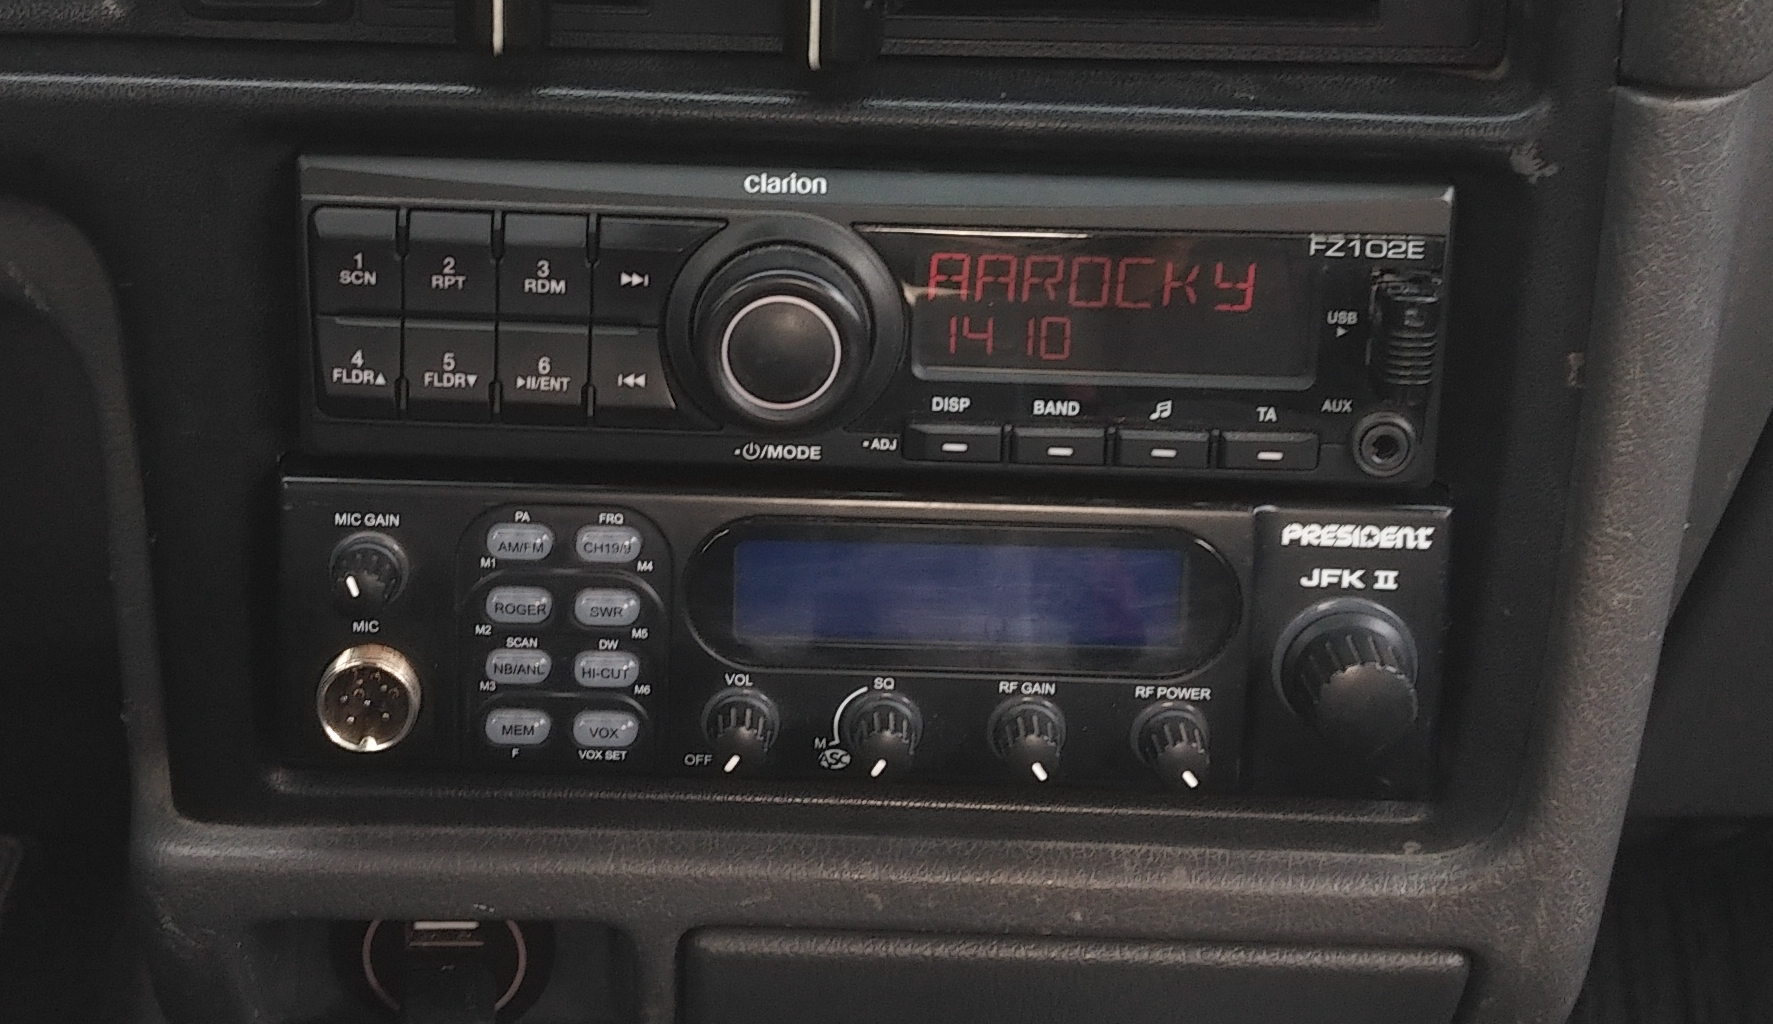 clarion
FZ102E
1 SCN
2 RPT
3 RDM
AAROCKY
14 10
USB
4 FLDR▲
5 FLDR▼
6 ▶II/ENT
DISP
BAND
TA
AUX
/MODE
• ADJ
MIC GAIN
MIC
PA
AM/FM
M1
FRQ
CH19/9
M4
ROGER
M2
SWR
M5
SCAN
NB/ANL
M3
DW
HI-CUT
M6
MEM
F
VOX
VOX SET
PRESIDENT
JFK II
VOL
OFF
SQ
M
ASC
RF GAIN
RF POWER